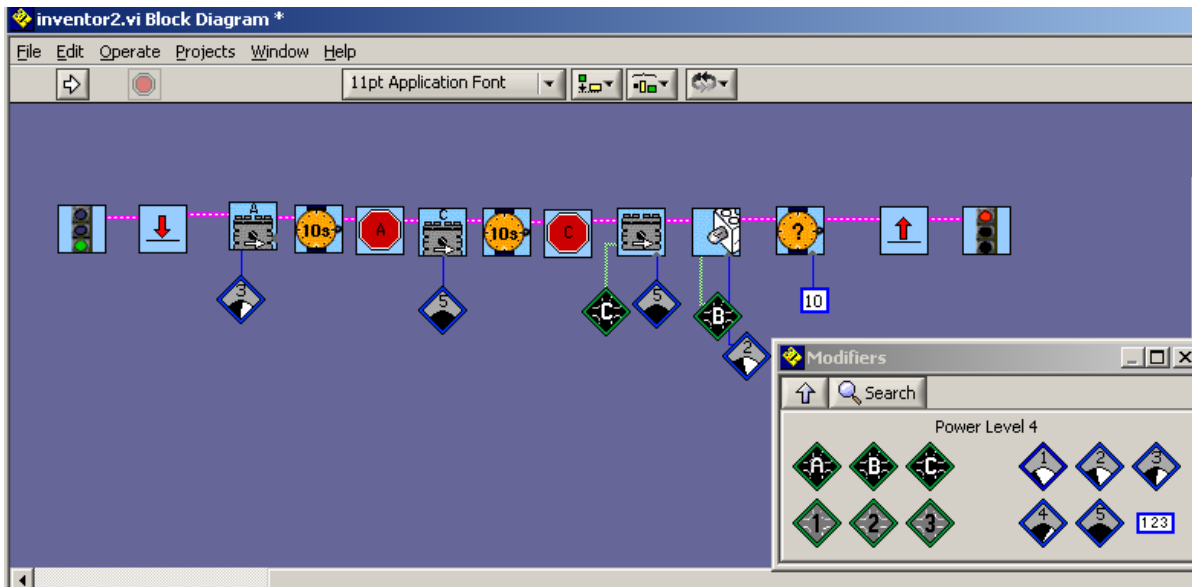 inventor2.vi Block Diagram *
File Edit Operate Projects Window Help
11pt Application Font
A 10s A C 10s C ?
3 5 C 5 B 2 10
Modifiers
Search
Power Level 4
A B C 1 2 3
1 2 3 4 5 123